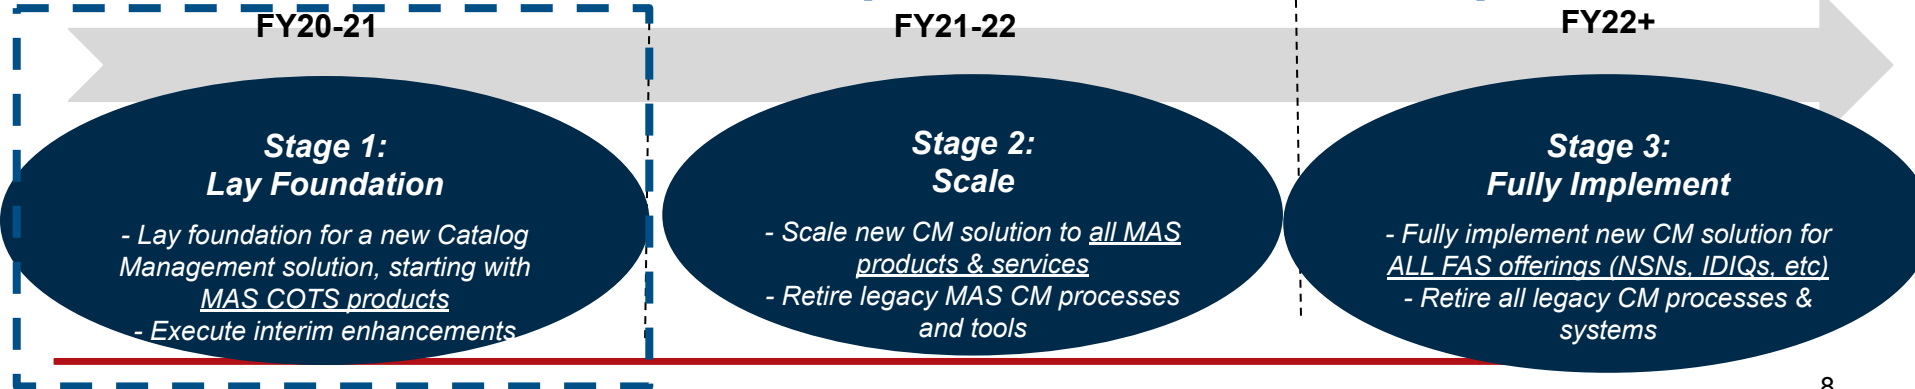 FY20-21
FY21-22
FY22+
Stage 1:
Lay Foundation
- Lay foundation for a new Catalog
Management solution, starting with
MAS COTS products
- Execute interim enhancements
Stage 2:
Scale
- Scale new CM solution to all MAS
products & services
- Retire legacy MAS CM processes
and tools
Stage 3:
Fully Implement
- Fully implement new CM solution for
ALL FAS offerings (NSNs, IDIQs, etc)
- Retire all legacy CM processes &
systems
8